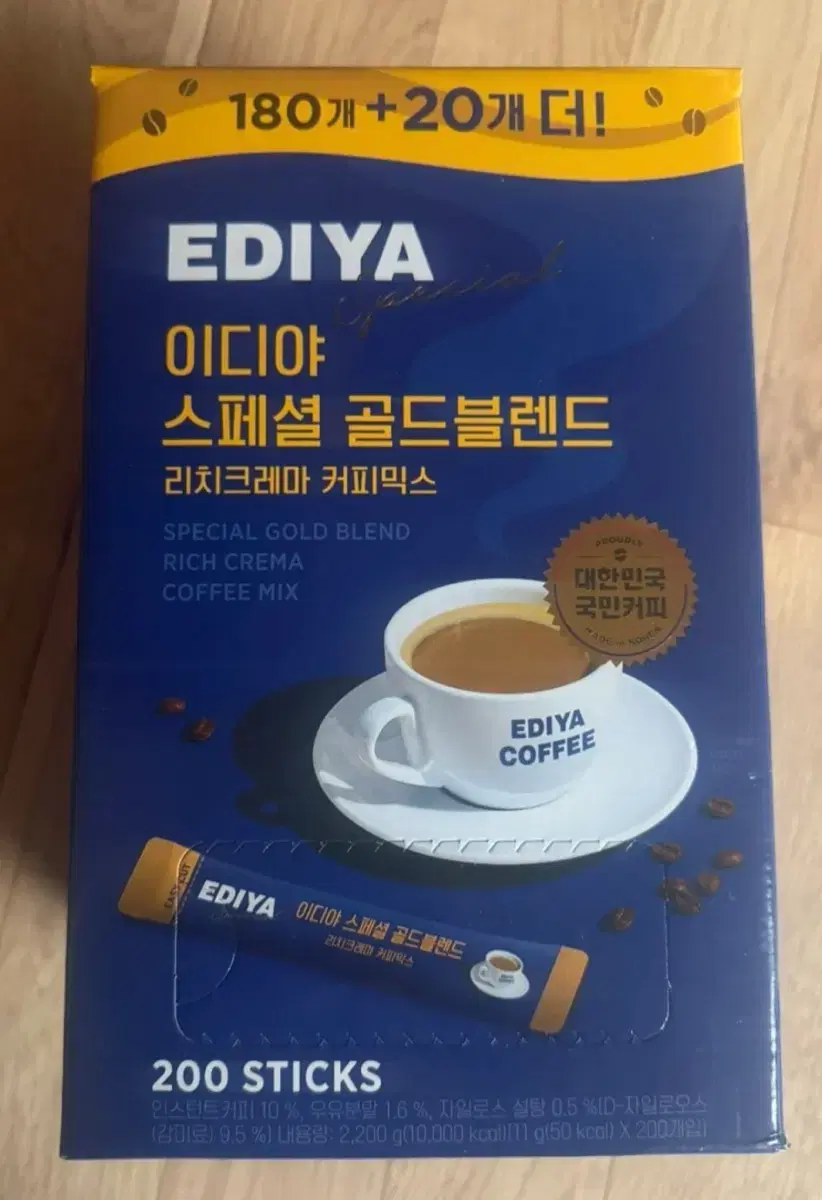 180개 + 20개 더!
EDIYA
Special
이디야
스페셜 골드블렌드
리치크레마 커피믹스
SPECIAL GOLD BLEND
RICH CREMA
COFFEE MIX
PROUDLY
대한민국
국민커피
MADE in KOREA
EDIYA
COFFEE
EASY CUT
EDIYA
이디야 스페셜 골드블렌드
리치크레마 커피믹스
200 STICKS
인스턴트커피 10 %, 우유분말 1.6 %, 자일로스 설탕 0.5 %[D-자일로오스
(감미료) 9.5 %] 내용량: 2,200 g(10,000 kcal)[11 g(50 kcal) X 200개입]